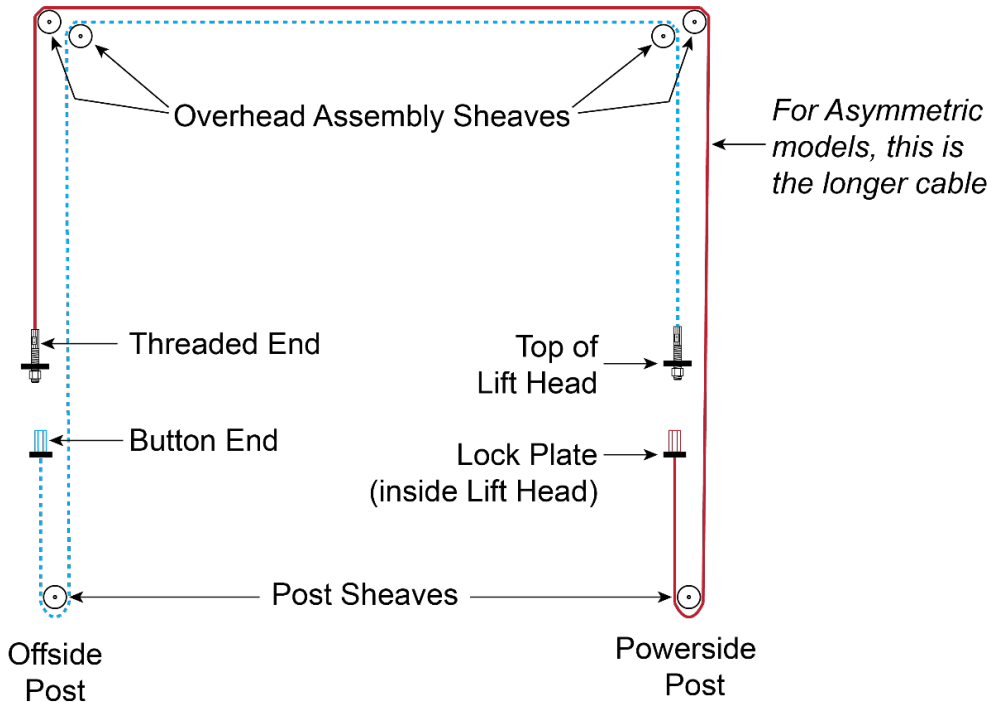 Overhead Assembly Sheaves
For Asymmetric
models, this is
the longer cable
Threaded End
Top of
Lift Head
Button End
Lock Plate
(inside Lift Head)
Post Sheaves
Offside
Post
Powerside
Post